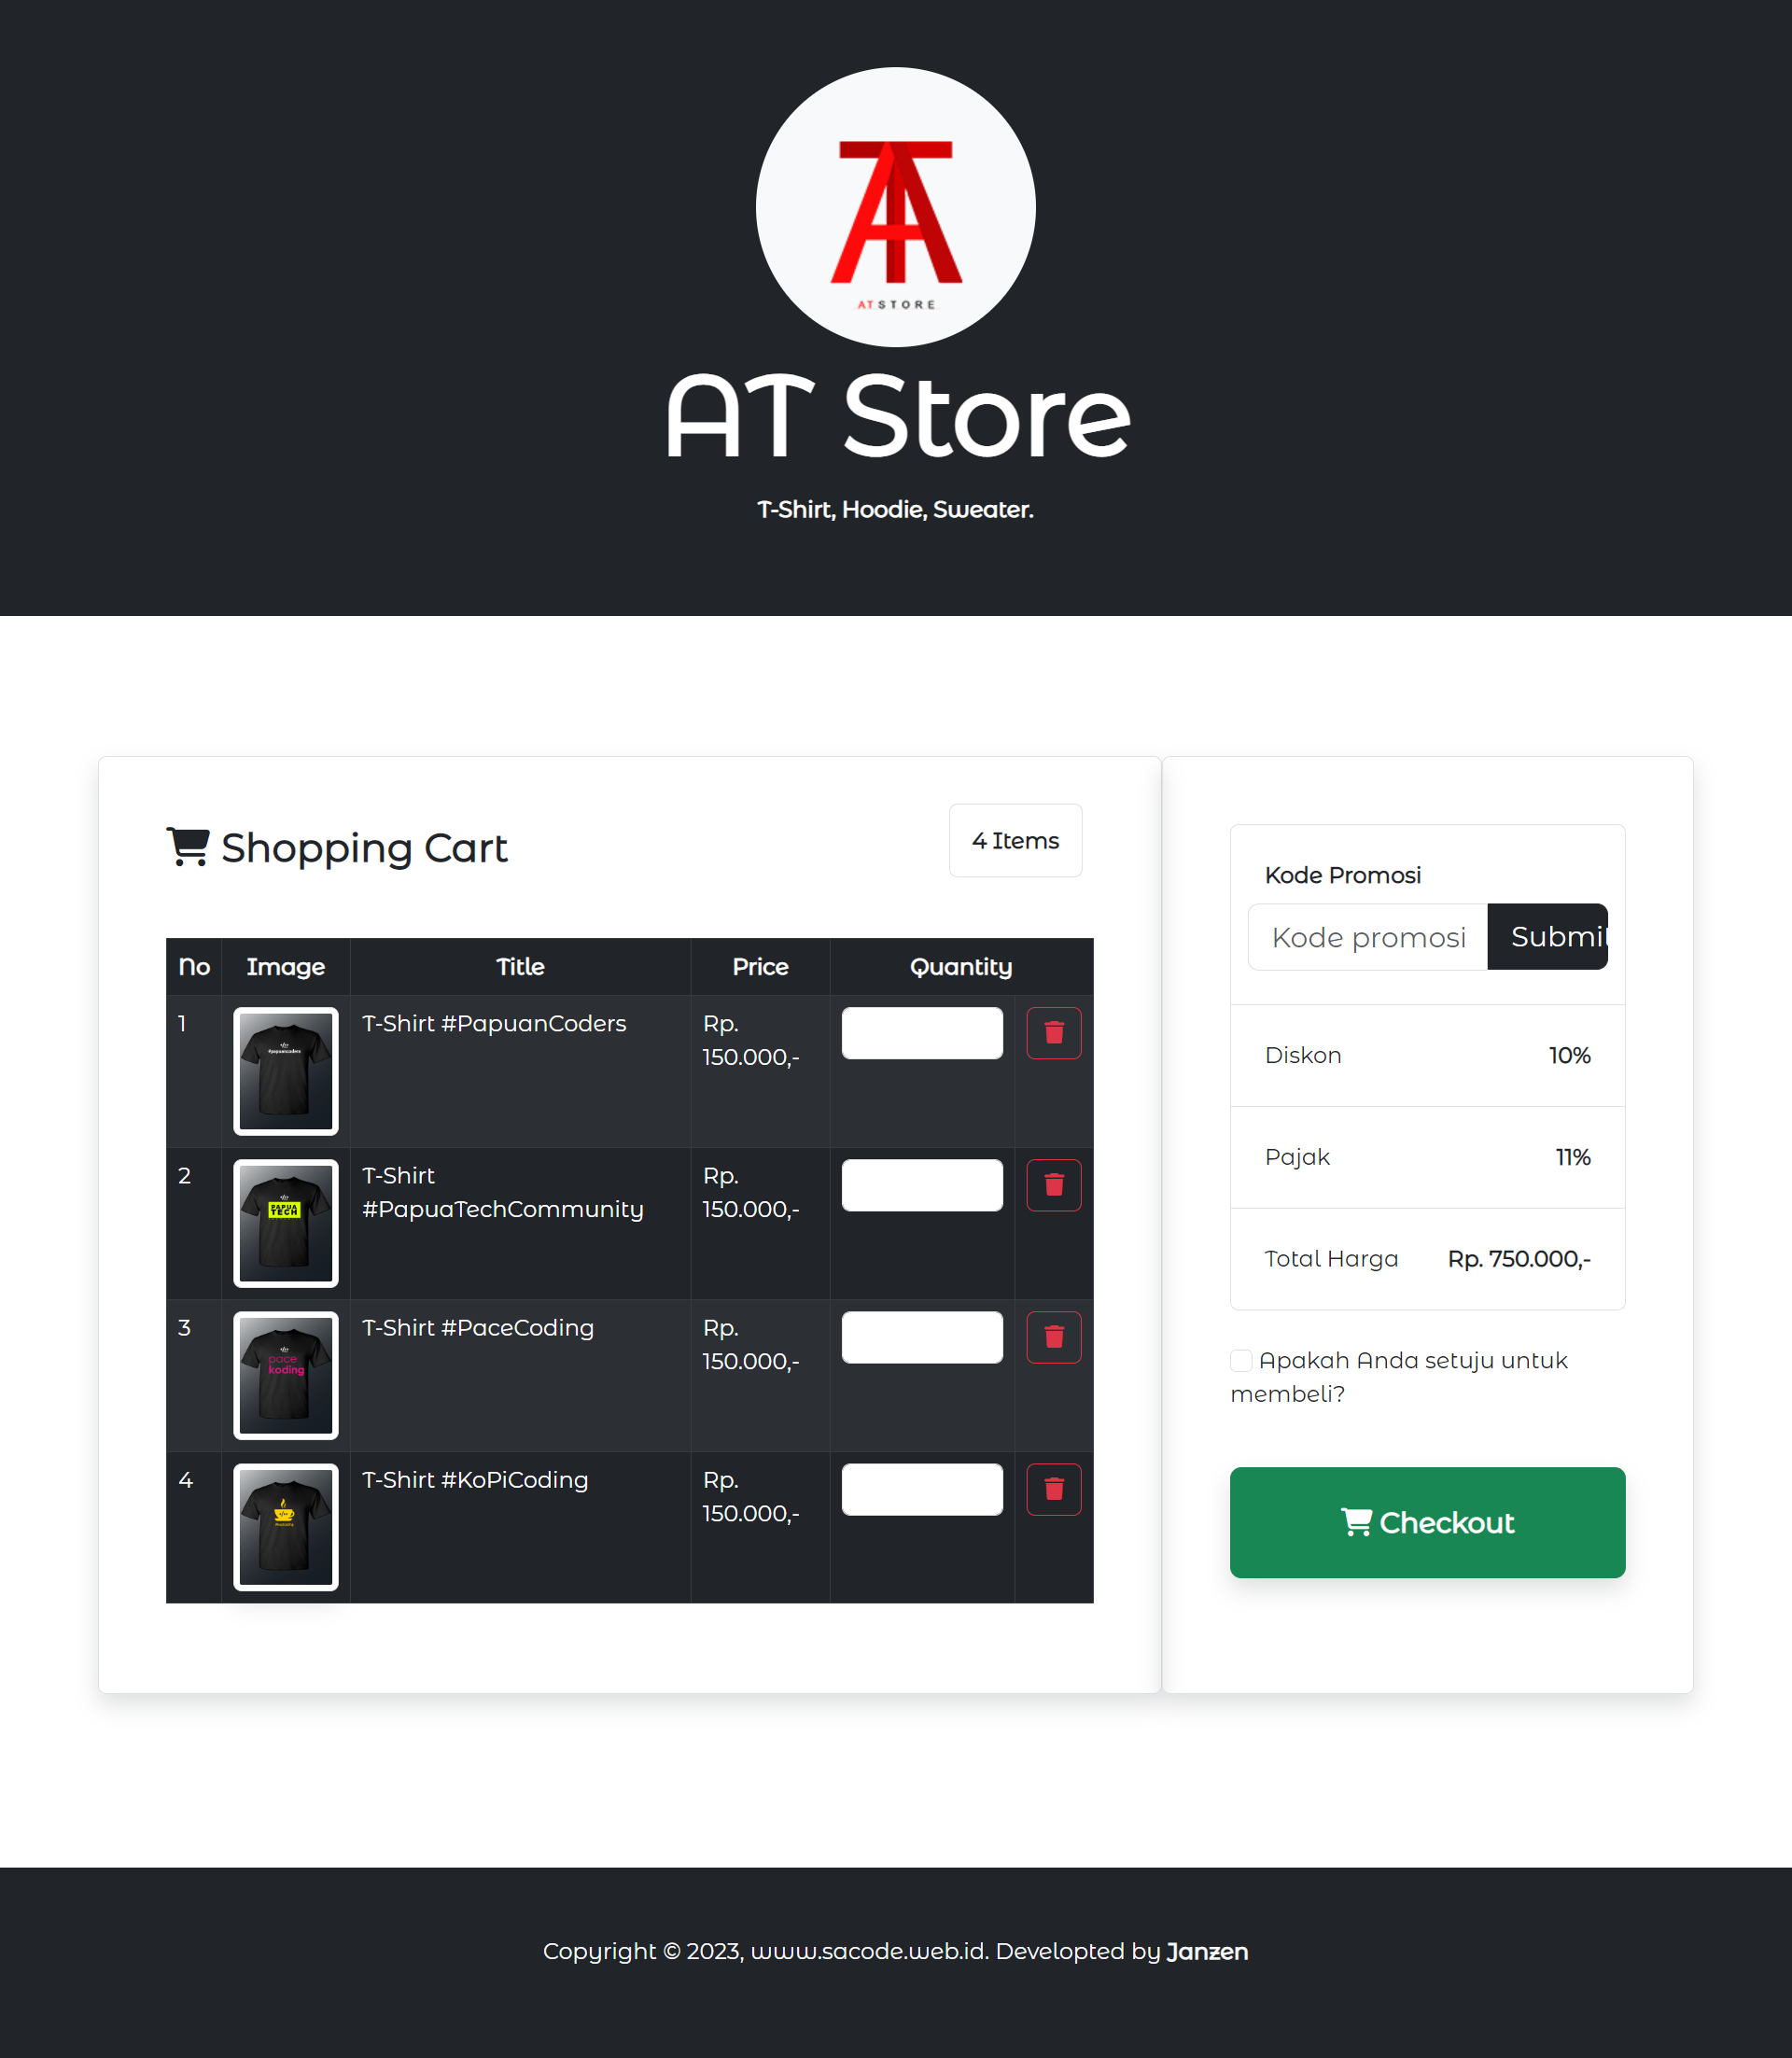 AT STORE
AT Store
T-Shirt, Hoodie, Sweater.
Shopping Cart
4 Items
No Image Title Price Quantity
1 T-Shirt #PapuanCoders Rp.
150.000,-
#papuancoders
2 T-Shirt Rp.
#PapuaTechCommunity 150.000,-
PAPUA
TECH
3 T-Shirt #PaceCoding Rp.
150.000,-
pace
koding
4 T-Shirt #KoPiCoding Rp.
150.000,-
Kode Promosi
Kode promosi Submit
Diskon 10%
Pajak 11%
Total Harga Rp. 750.000,-
Apakah Anda setuju untuk
membeli?
Checkout
Copyright © 2023, www.sacode.web.id. Developted by Janzen